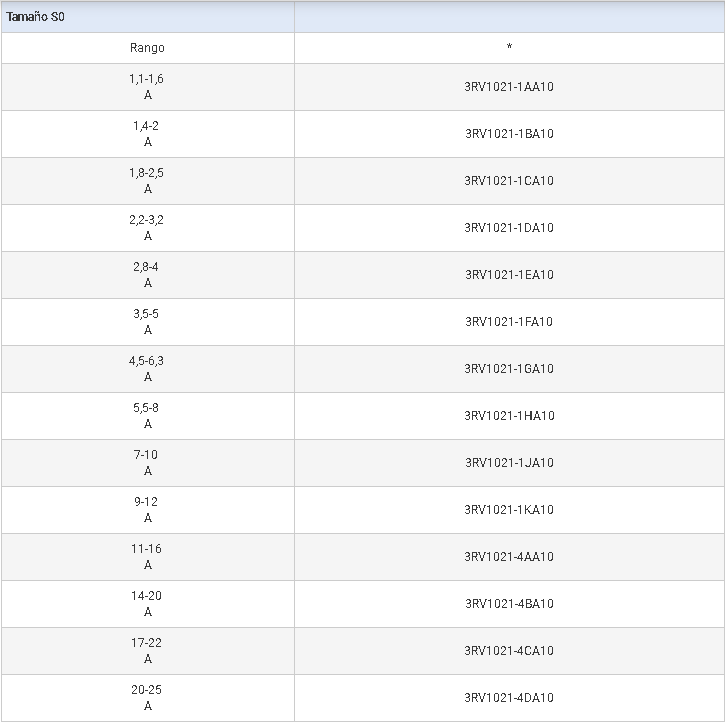 Tamaño S0
Rango *
1,1-1,6
A
3RV1021-1AA10
1,4-2
A
3RV1021-1BA10
1,8-2,5
A
3RV1021-1CA10
2,2-3,2
A
3RV1021-1DA10
2,8-4
A
3RV1021-1EA10
3,5-5
A
3RV1021-1FA10
4,5-6,3
A
3RV1021-1GA10
5,5-8
A
3RV1021-1HA10
7-10
A
3RV1021-1JA10
9-12
A
3RV1021-1KA10
11-16
A
3RV1021-4AA10
14-20
A
3RV1021-4BA10
17-22
A
3RV1021-4CA10
20-25
A
3RV1021-4DA10